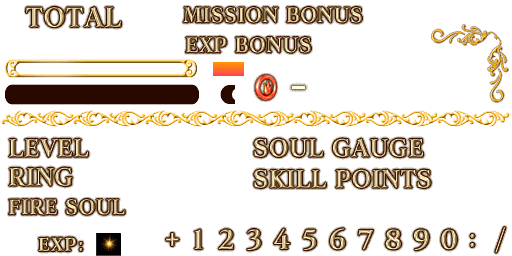 TOTAL
MISSION BONUS
EXP BONUS
LEVEL
SOUL GAUGE
RING
SKILL POINTS
FIRE SOUL
EXP:
+ 1 2 3 4 5 6 7 8 9 0 : /